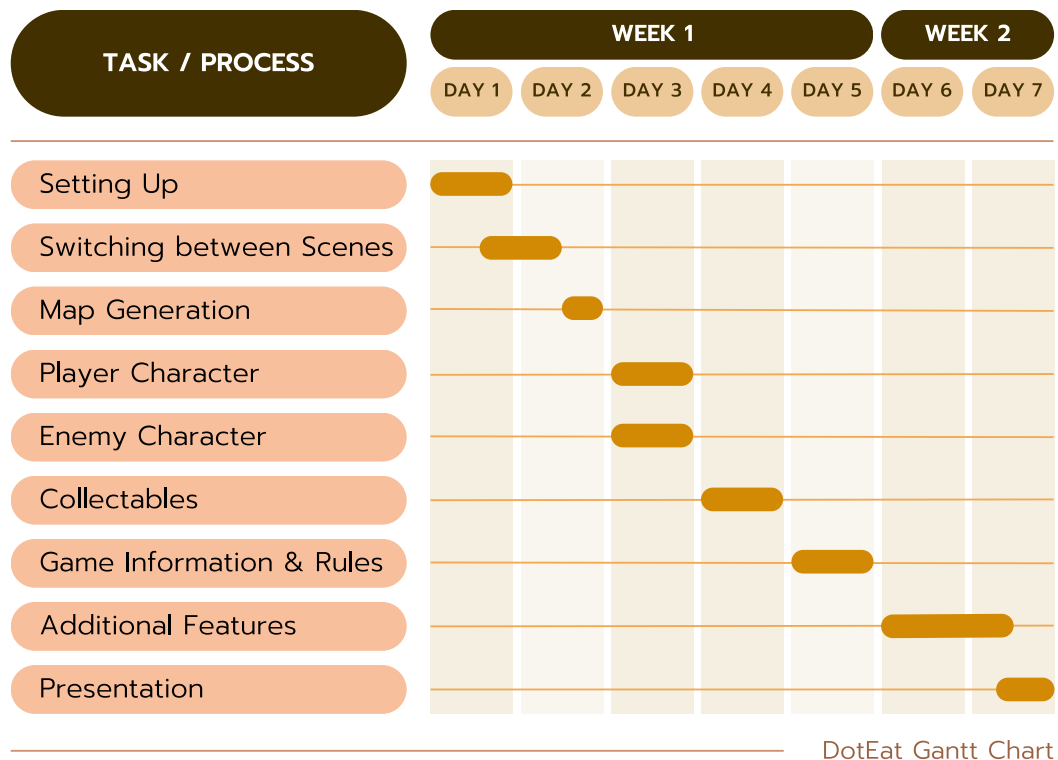 TASK / PROCESS
WEEK 1
WEEK 2
DAY 1
DAY 2
DAY 3
DAY 4
DAY 5
DAY 6
DAY 7
Setting Up
Switching between Scenes
Map Generation
Player Character
Enemy Character
Collectables
Game Information & Rules
Additional Features
Presentation
DotEat Gantt Chart